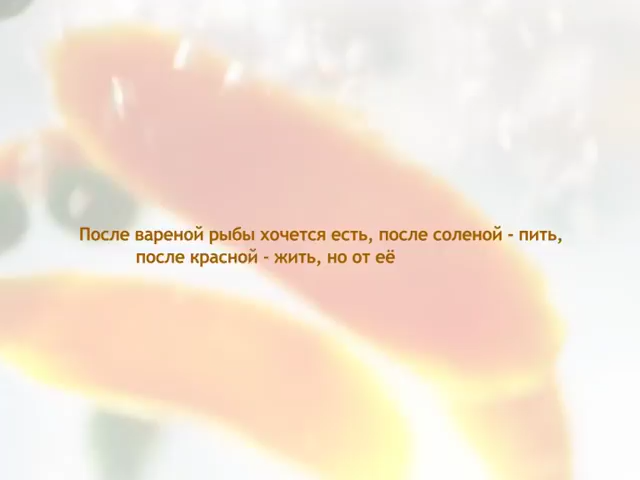 После вареной рыбы хочется есть, после соленой - пить,
после красной - жить, но от её